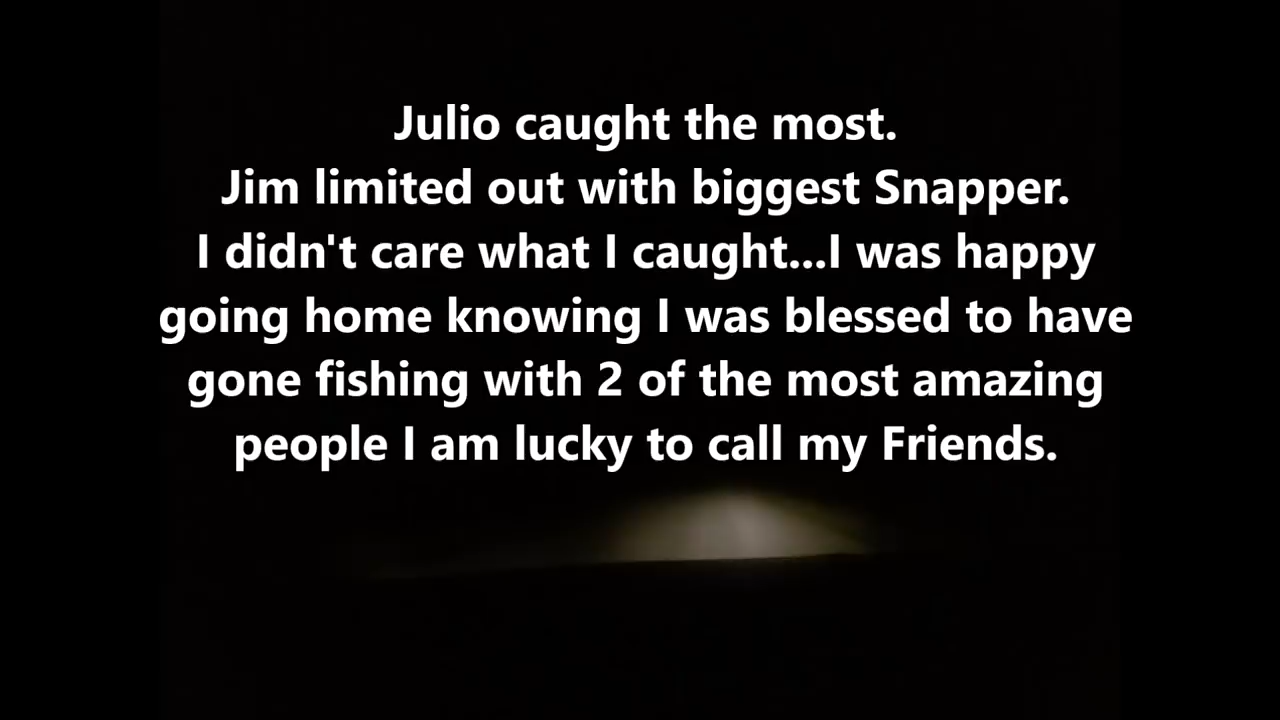 Julio caught the most.
Jim limited out with biggest Snapper.
I didn't care what I caught...I was happy
going home knowing I was blessed to have
gone fishing with 2 of the most amazing
people I am lucky to call my Friends.